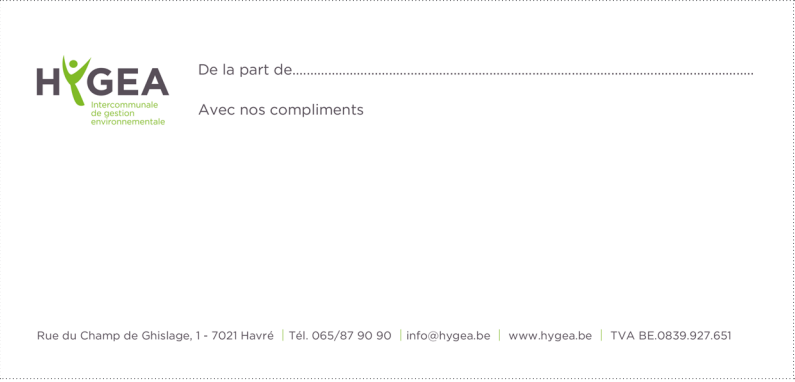 HYGEA
Intercommunale
de gestion
environnementale
De la part de................................................................................................................................
Avec nos compliments
Rue du Champ de Ghislage, 1 - 7021 Havré | Tél. 065/87 90 90 | info@hygea.be | www.hygea.be | TVA BE.0839.927.651